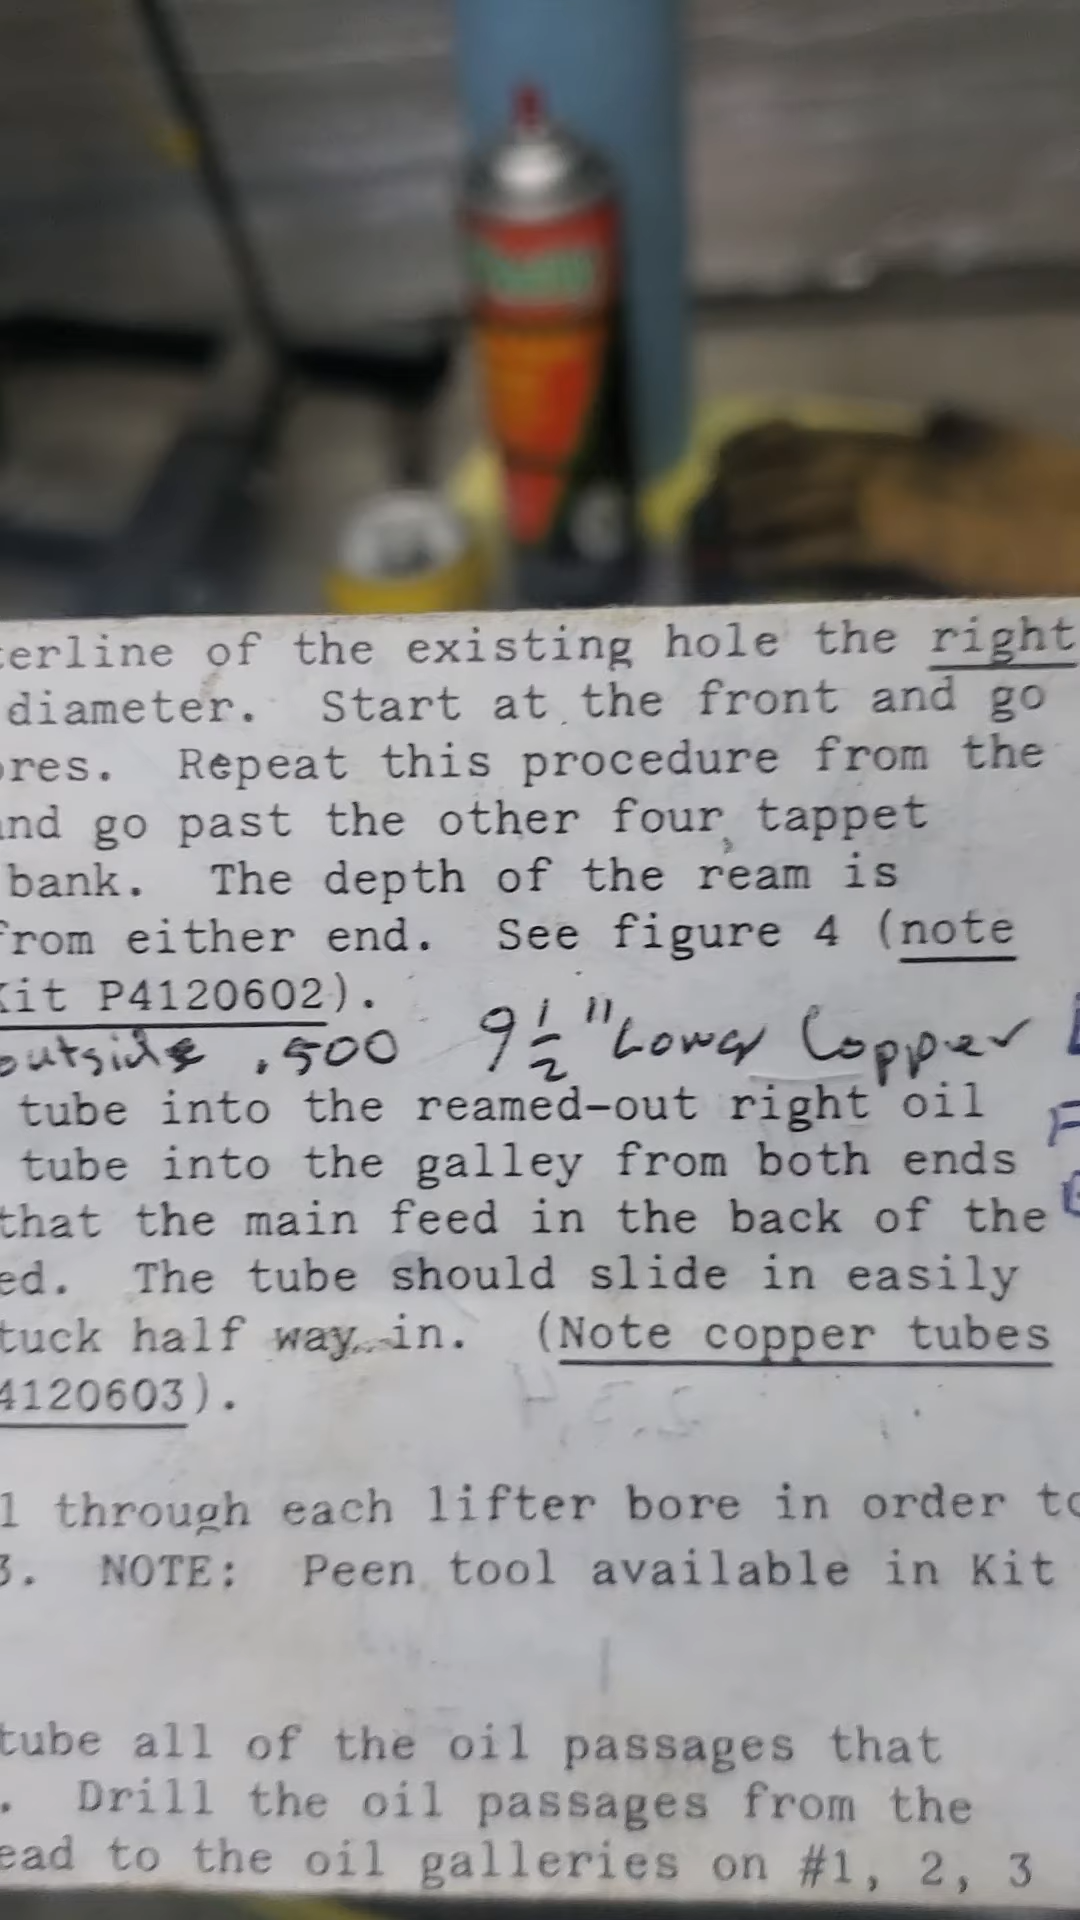 erline of the existing hole the right
diameter. Start at the front and go
res. Repeat this procedure from the
nd go past the other four tappet
bank. The depth of the ream is
from either end. See figure 4 (note
Kit P4120602).
outside .500 9 1/2" Copper
tube into the reamed-out right oil
tube into the galley from both ends
that the main feed in the back of the
ed. The tube should slide in easily
tuck half way in. (Note copper tubes
4120603).
1 through each lifter bore in order to
3. NOTE: Peen tool available in Kit
tube all of the oil passages that
. Drill the oil passages from the
ead to the oil galleries on #1, 2, 3